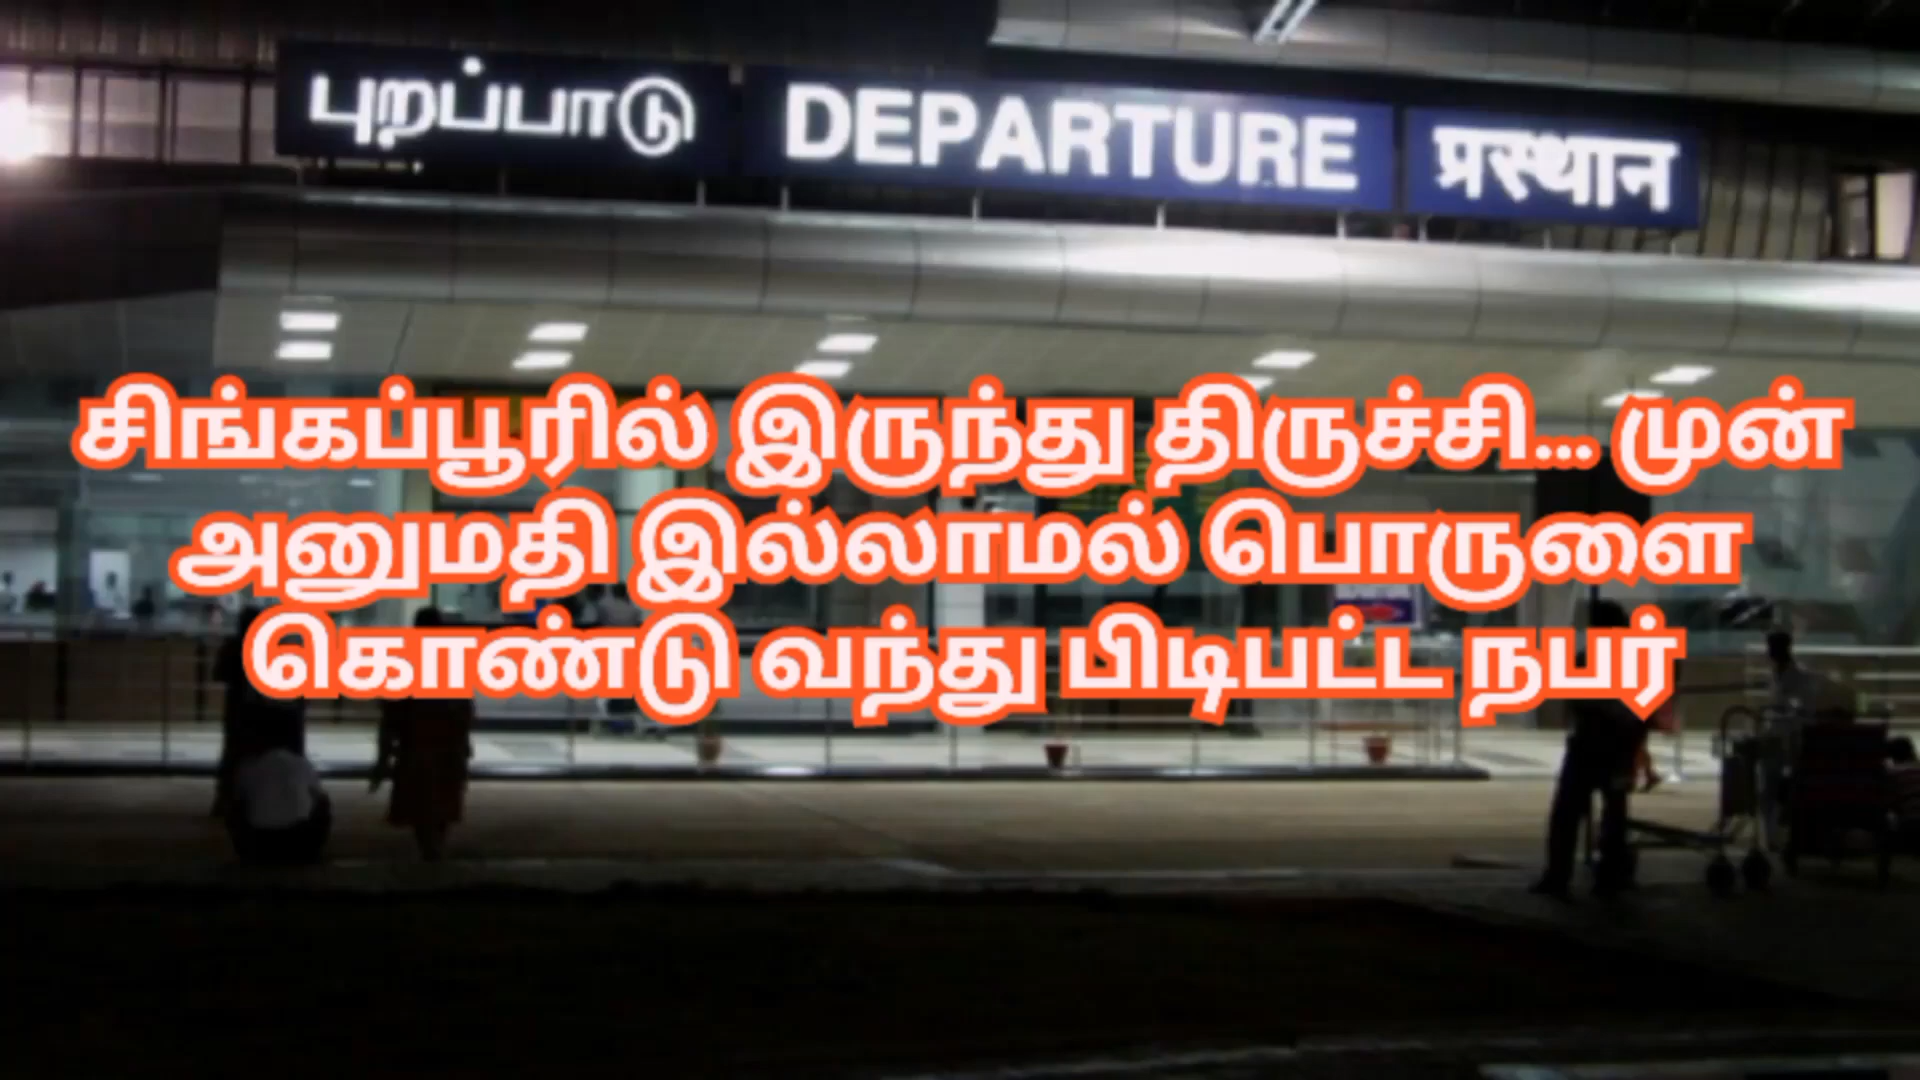 புறப்பாடு DEPARTURE प्रस्थान
சிங்கப்பூரில் இருந்து திருச்சி... முன்
அனுமதி இல்லாமல் பொருளை
கொண்டு வந்து பிடிபட்ட நபர்